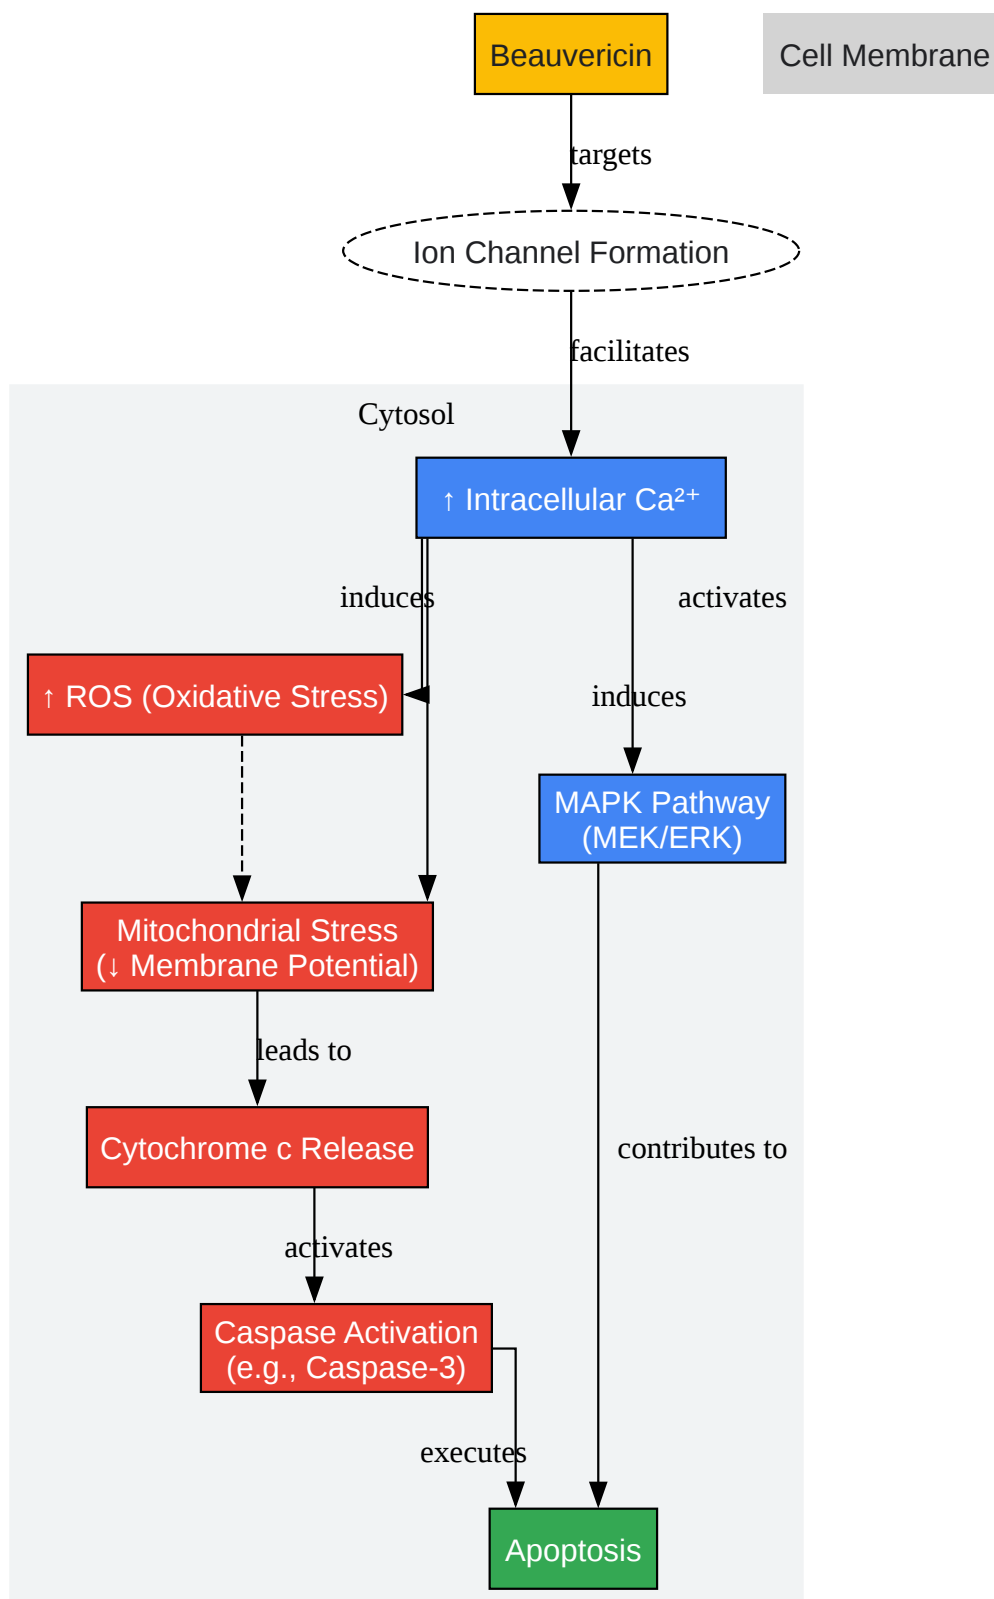 Beauvericin
Cell Membrane
targets
Ion Channel Formation
facilitates
Cytosol
↑ Intracellular Ca²⁺
induces
activates
↑ ROS (Oxidative Stress)
induces
MAPK Pathway
(MEK/ERK)
Mitochondrial Stress
(↓ Membrane Potential)
leads to
Cytochrome c Release
contributes to
activates
Caspase Activation
(e.g., Caspase-3)
executes
Apoptosis